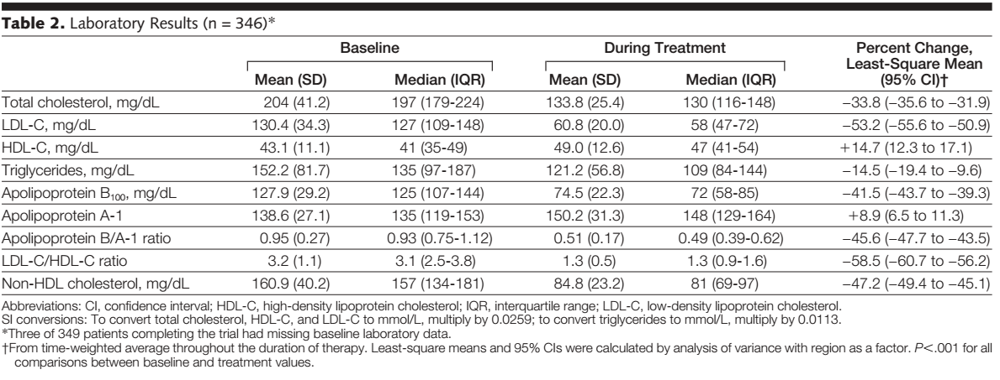 Table 2. Laboratory Results (n = 346)*
Baseline During Treatment Percent Change, Least-Square Mean (95% CI)†
Mean (SD) Median (IQR) Mean (SD) Median (IQR)
Total cholesterol, mg/dL 204 (41.2) 197 (179-224) 133.8 (25.4) 130 (116-148) −33.8 (−35.6 to −31.9)
LDL-C, mg/dL 130.4 (34.3) 127 (109-148) 60.8 (20.0) 58 (47-72) −53.2 (−55.6 to −50.9)
HDL-C, mg/dL 43.1 (11.1) 41 (35-49) 49.0 (12.6) 47 (41-54) +14.7 (12.3 to 17.1)
Triglycerides, mg/dL 152.2 (81.7) 135 (97-187) 121.2 (56.8) 109 (84-144) −14.5 (−19.4 to −9.6)
Apolipoprotein B100, mg/dL 127.9 (29.2) 125 (107-144) 74.5 (22.3) 72 (58-85) −41.5 (−43.7 to −39.3)
Apolipoprotein A-1 138.6 (27.1) 135 (119-153) 150.2 (31.3) 148 (129-164) +8.9 (6.5 to 11.3)
Apolipoprotein B/A-1 ratio 0.95 (0.27) 0.93 (0.75-1.12) 0.51 (0.17) 0.49 (0.39-0.62) −45.6 (−47.7 to −43.5)
LDL-C/HDL-C ratio 3.2 (1.1) 3.1 (2.5-3.8) 1.3 (0.5) 1.3 (0.9-1.6) −58.5 (−60.7 to −56.2)
Non-HDL cholesterol, mg/dL 160.9 (40.2) 157 (134-181) 84.8 (23.2) 81 (69-97) −47.2 (−49.4 to −45.1)
Abbreviations: CI, confidence interval; HDL-C, high-density lipoprotein cholesterol; IQR, interquartile range; LDL-C, low-density lipoprotein cholesterol.
SI conversions: To convert total cholesterol, HDL-C, and LDL-C to mmol/L, multiply by 0.0259; to convert triglycerides to mmol/L, multiply by 0.0113.
*Three of 349 patients completing the trial had missing baseline laboratory data.
†From time-weighted average throughout the duration of therapy. Least-square means and 95% CIs were calculated by analysis of variance with region as a factor. P<.001 for all
comparisons between baseline and treatment values.